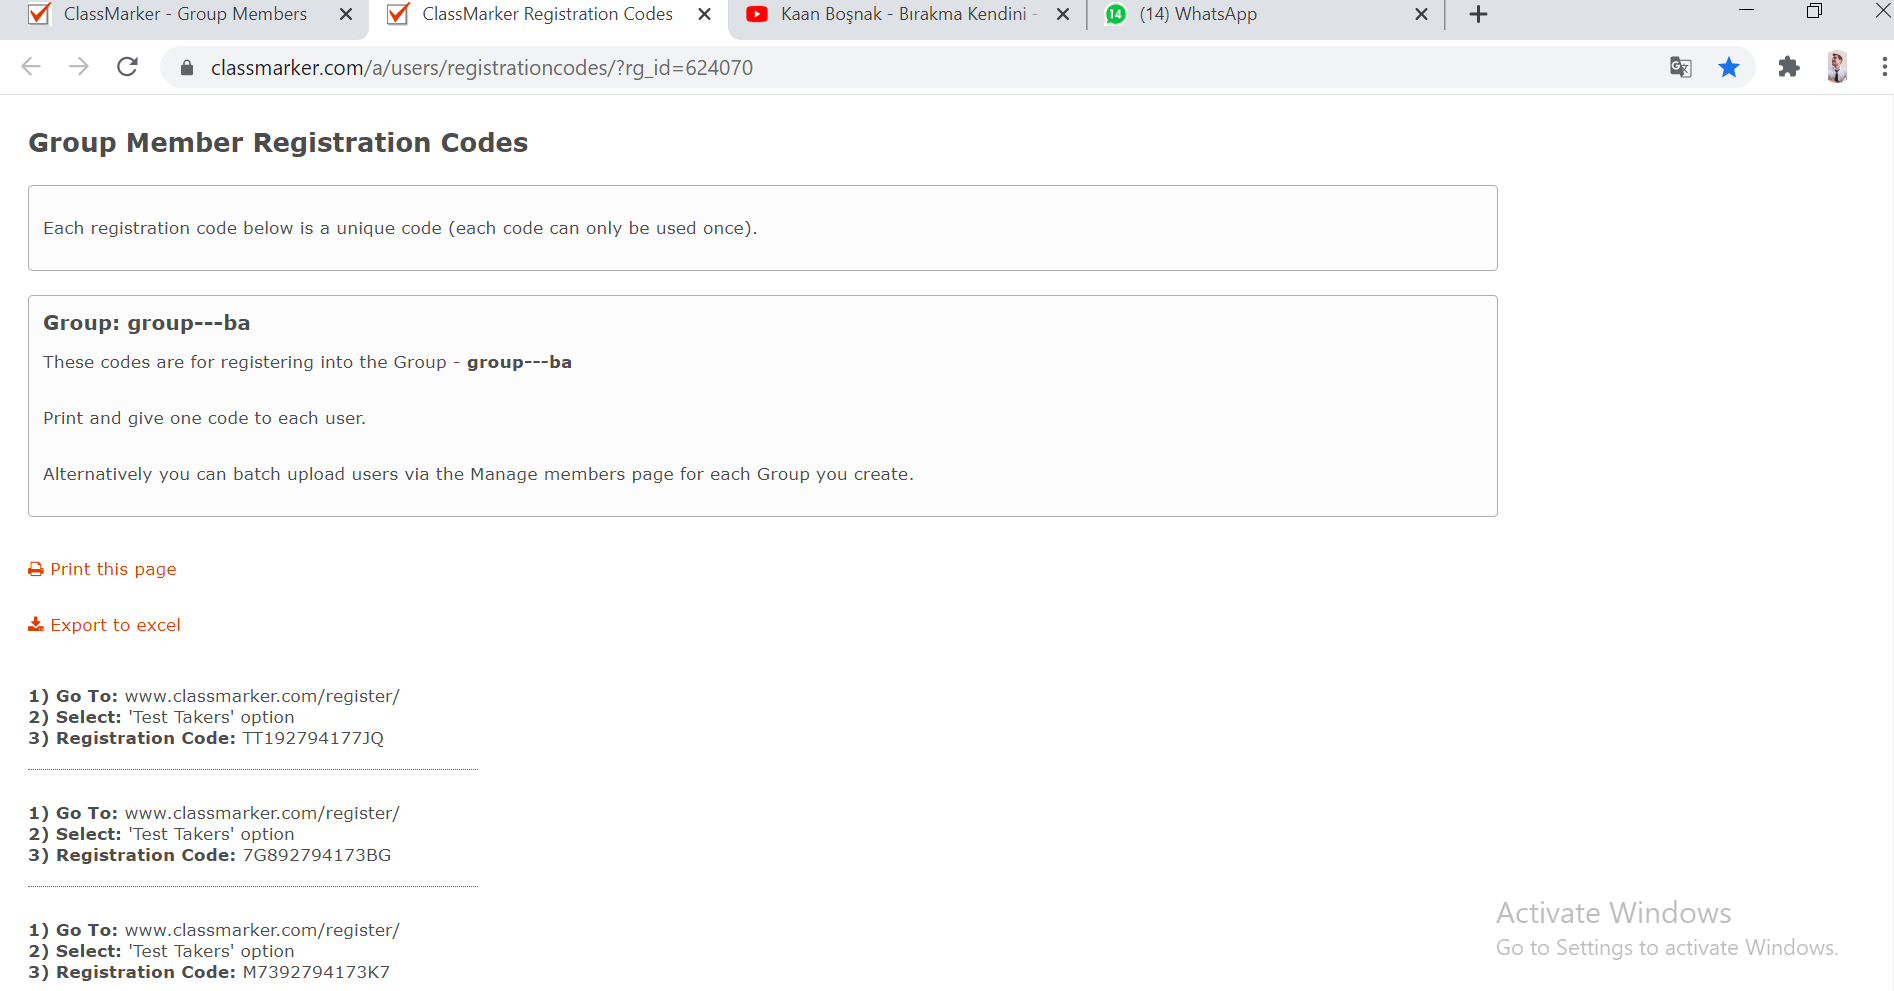 ClassMarker - Group Members
ClassMarker Registration Codes
Kaan Boşnak - Bırakma Kendini -
14
(14) WhatsApp
classmarker.com/a/users/registrationcodes/?rg_id=624070
Group Member Registration Codes
Each registration code below is a unique code (each code can only be used once).
Group: group---ba
These codes are for registering into the Group - group---ba
Print and give one code to each user.
Alternatively you can batch upload users via the Manage members page for each Group you create.
Print this page
Export to excel
1) Go To: www.classmarker.com/register/
2) Select: 'Test Takers' option
3) Registration Code: TT192794177JQ
1) Go To: www.classmarker.com/register/
2) Select: 'Test Takers' option
3) Registration Code: 7G892794173BG
1) Go To: www.classmarker.com/register/
2) Select: 'Test Takers' option
3) Registration Code: M7392794173K7
Activate Windows
Go to Settings to activate Windows.